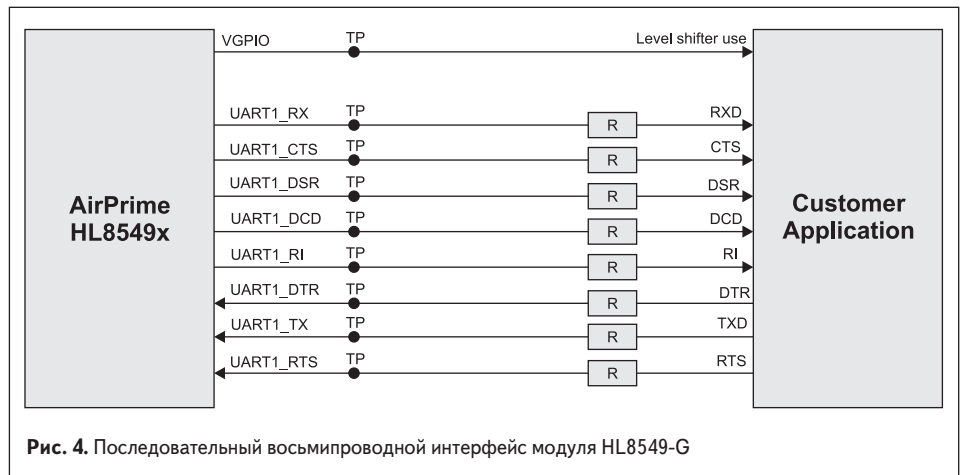 VGPIO TP Level shifter use
UART1_RX TP R RXD
UART1_CTS TP R CTS
UART1_DSR TP R DSR
UART1_DCD TP R DCD
UART1_RI TP R RI
UART1_DTR TP R DTR
UART1_TX TP R TXD
UART1_RTS TP R RTS
AirPrime
HL8549x
Customer
Application
Рис. 4. Последовательный восьмипроводной интерфейс модуля HL8549-G